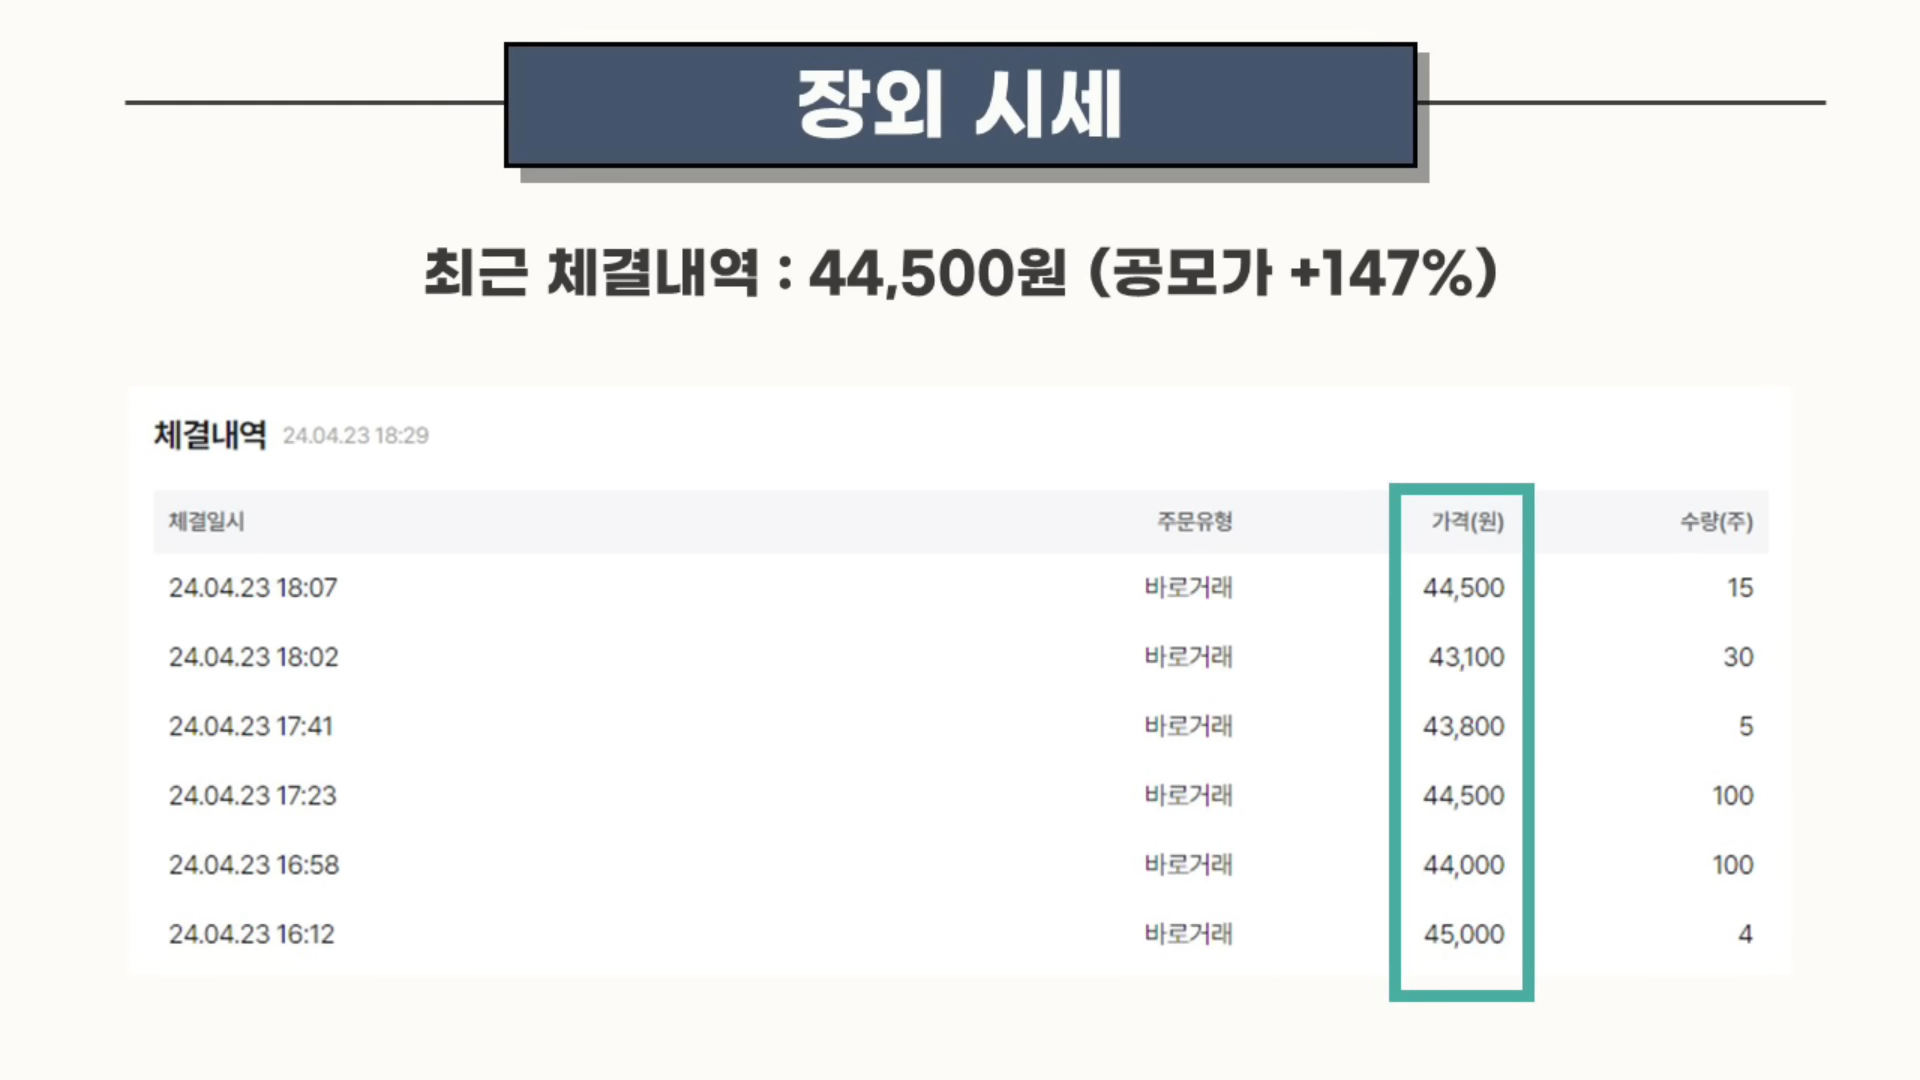 장외 시세
최근 체결내역 : 44,500원 (공모가 +147%)
체결내역 24.04.23 18:29
체결일시 주문유형 가격(원) 수량(주)
24.04.23 18:07 바로거래 44,500 15
24.04.23 18:02 바로거래 43,100 30
24.04.23 17:41 바로거래 43,800 5
24.04.23 17:23 바로거래 44,500 100
24.04.23 16:58 바로거래 44,000 100
24.04.23 16:12 바로거래 45,000 4